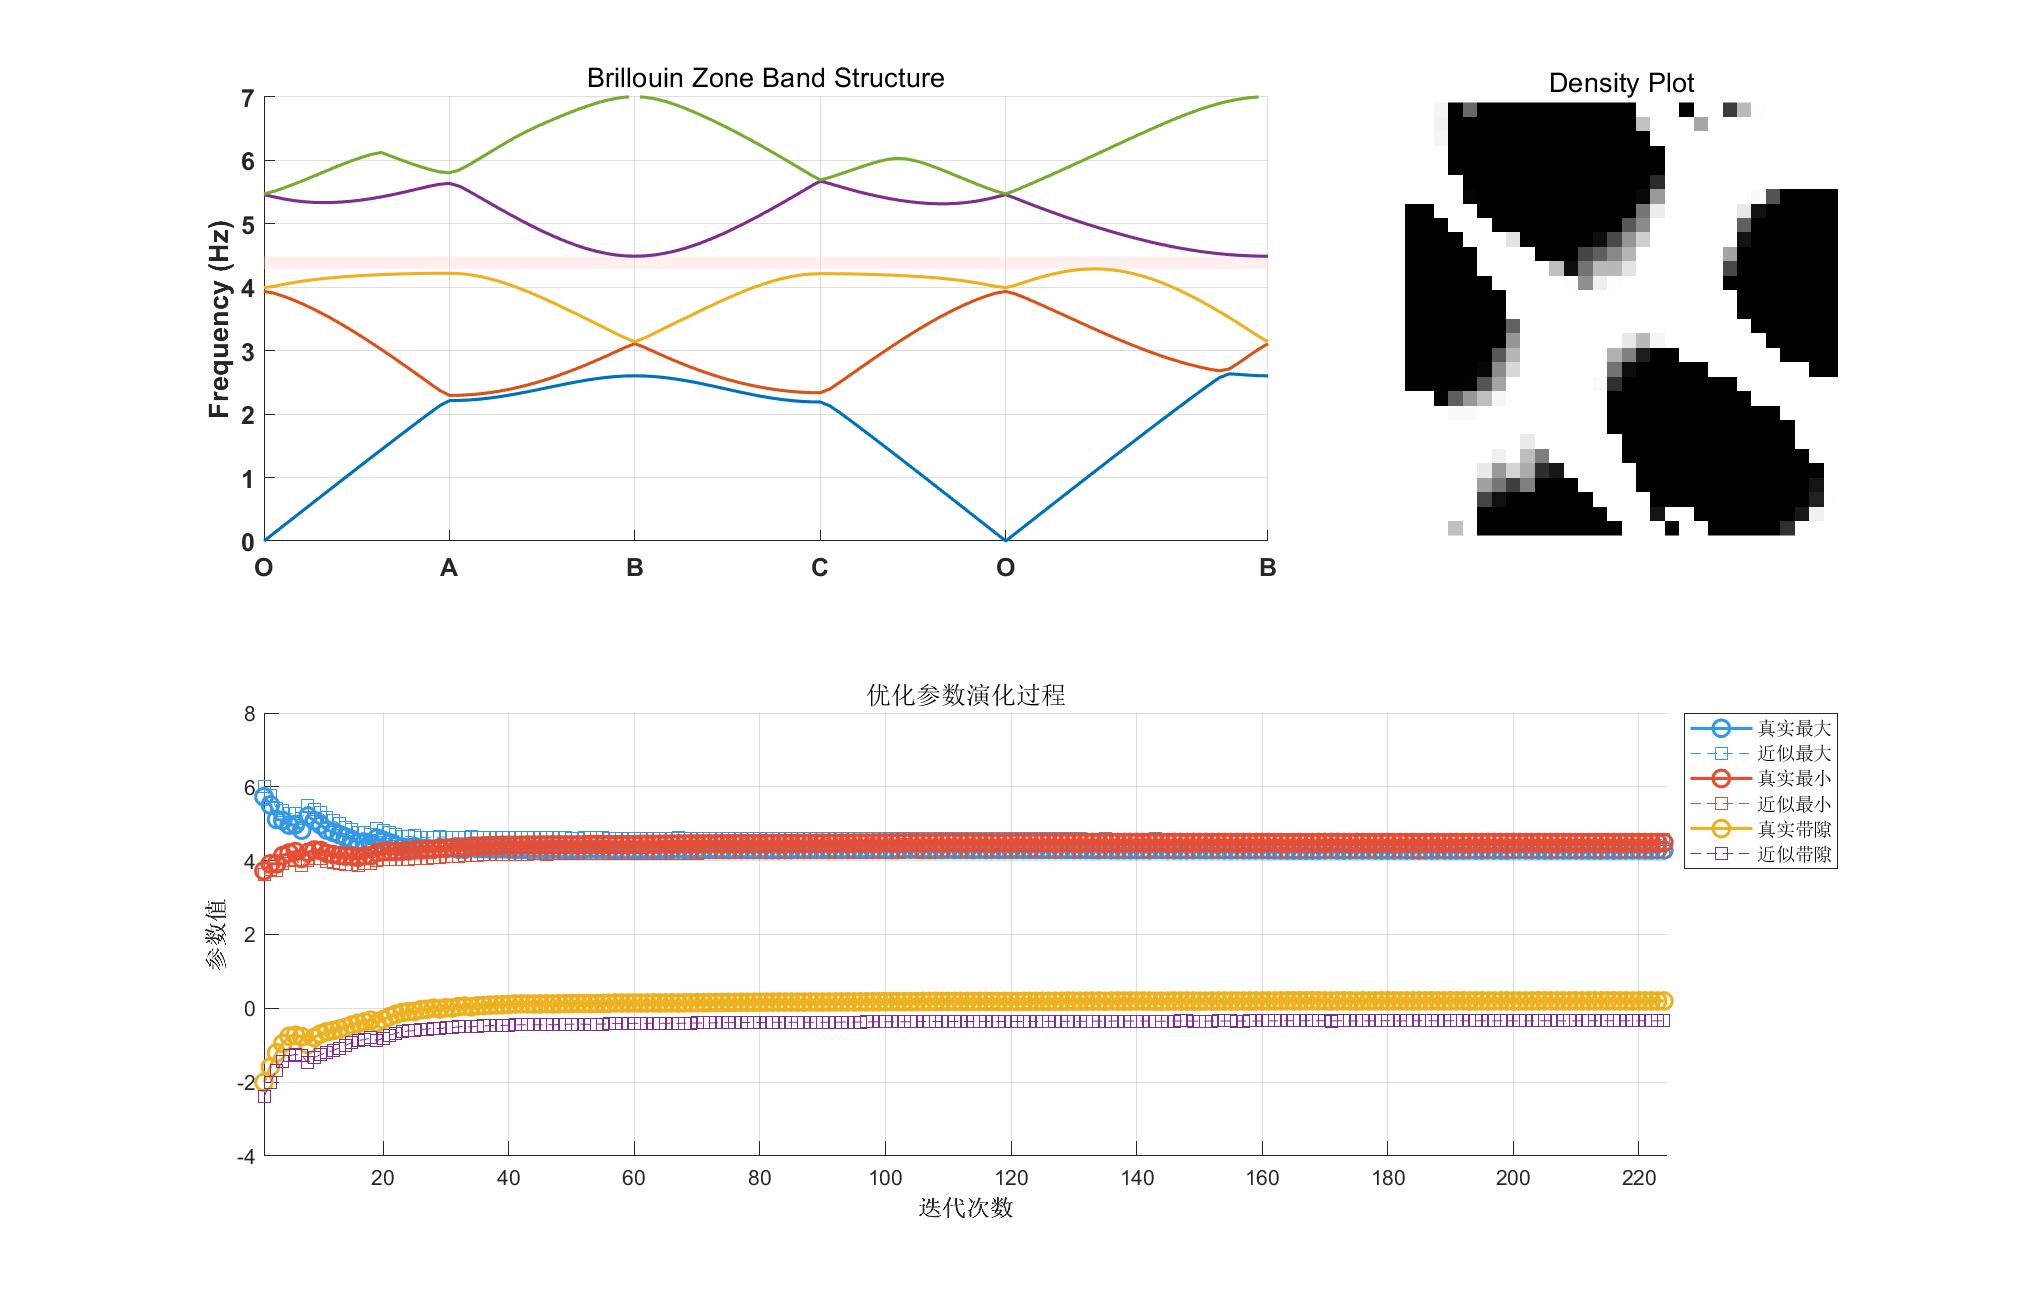 Brillouin Zone Band Structure
7
6
5
4
3
2
1
0
Frequency (Hz)
O A B C O B
Density Plot
优化参数演化过程
8
6
4
2
0
-2
-4
参数值
20 40 60 80 100 120 140 160 180 200 220
迭代次数
真实最大
近似最大
真实最小
近似最小
真实带隙
近似带隙